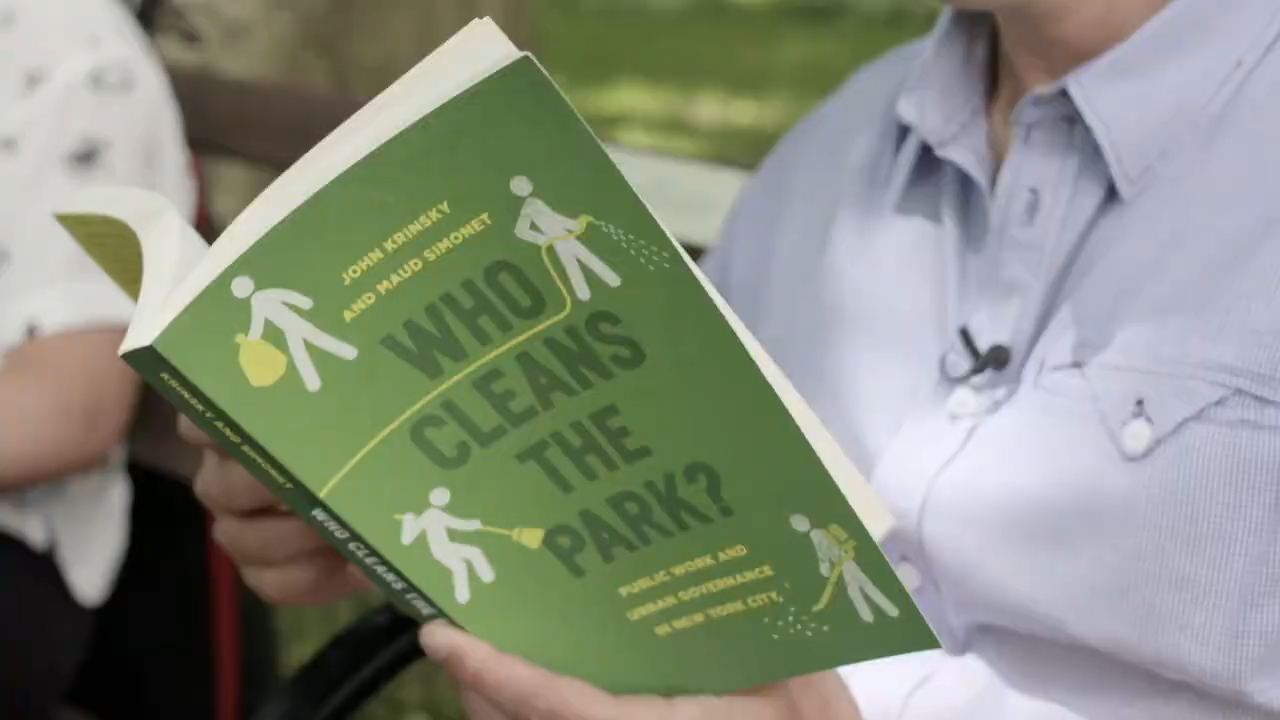 JOHN KRINSKY
AND MAUD SIMONET
WHO
CLEANS
THE
PARK?
PUBLIC WORK AND
URBAN GOVERNANCE
IN NEW YORK CITY
KRINSKY AND SIMONET
WHO CLEANS THE